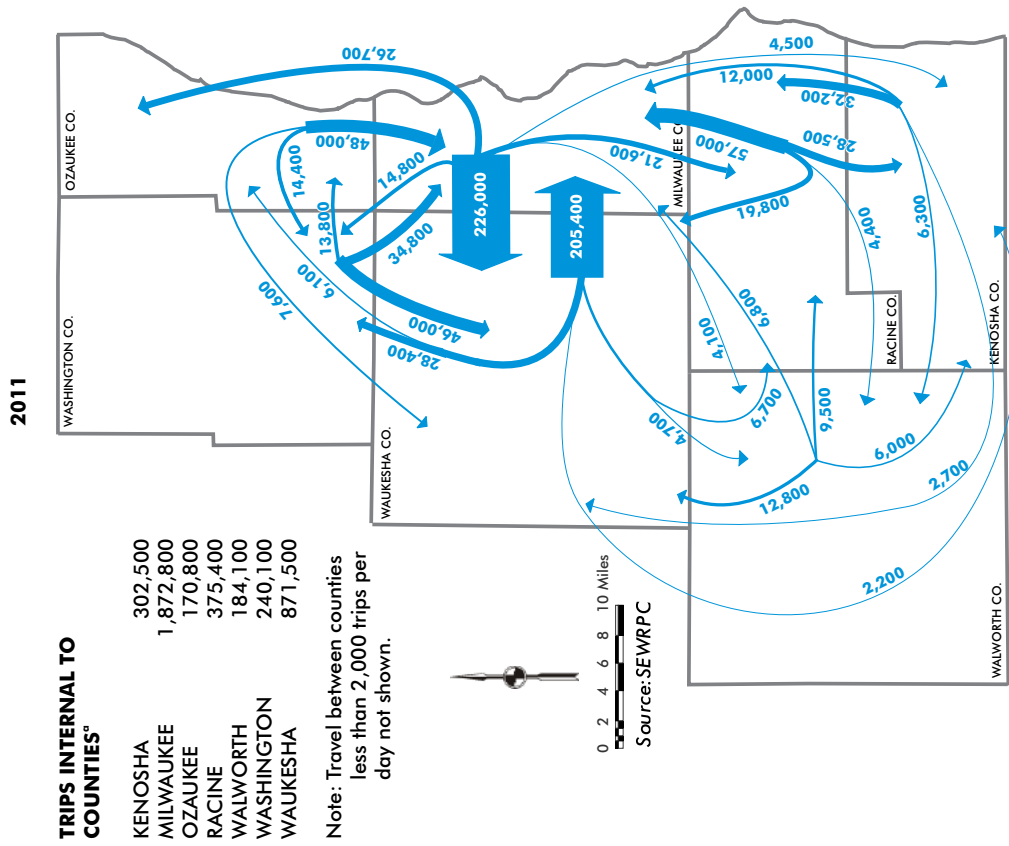 2011
TRIPS INTERNAL TO
COUNTIESª
KENOSHA 302,500
MILWAUKEE 1,872,800
OZAUKEE 170,800
RACINE 375,400
WALWORTH 184,100
WASHINGTON 240,100
WAUKESHA 871,500
Note: Travel between counties
less than 2,000 trips per
day not shown.
0 2 4 6 8 10 Miles
Source: SEWRPC
WASHINGTON CO.
OZAUKEE CO.
26,700
48,000
14,400
14,800
13,800
34,800
6,100
7,600
46,000
28,400
226,000
205,400
WAUKESHA CO.
MILWAUKEE CO
4,500
12,000
32,200
57,000
28,500
21,600
19,800
4,400
6,300
6,800
4,100
6,700
4,700
9,500
6,000
12,800
2,700
2,200
RACINE CO.
KENOSHA CO.
WALWORTH CO.